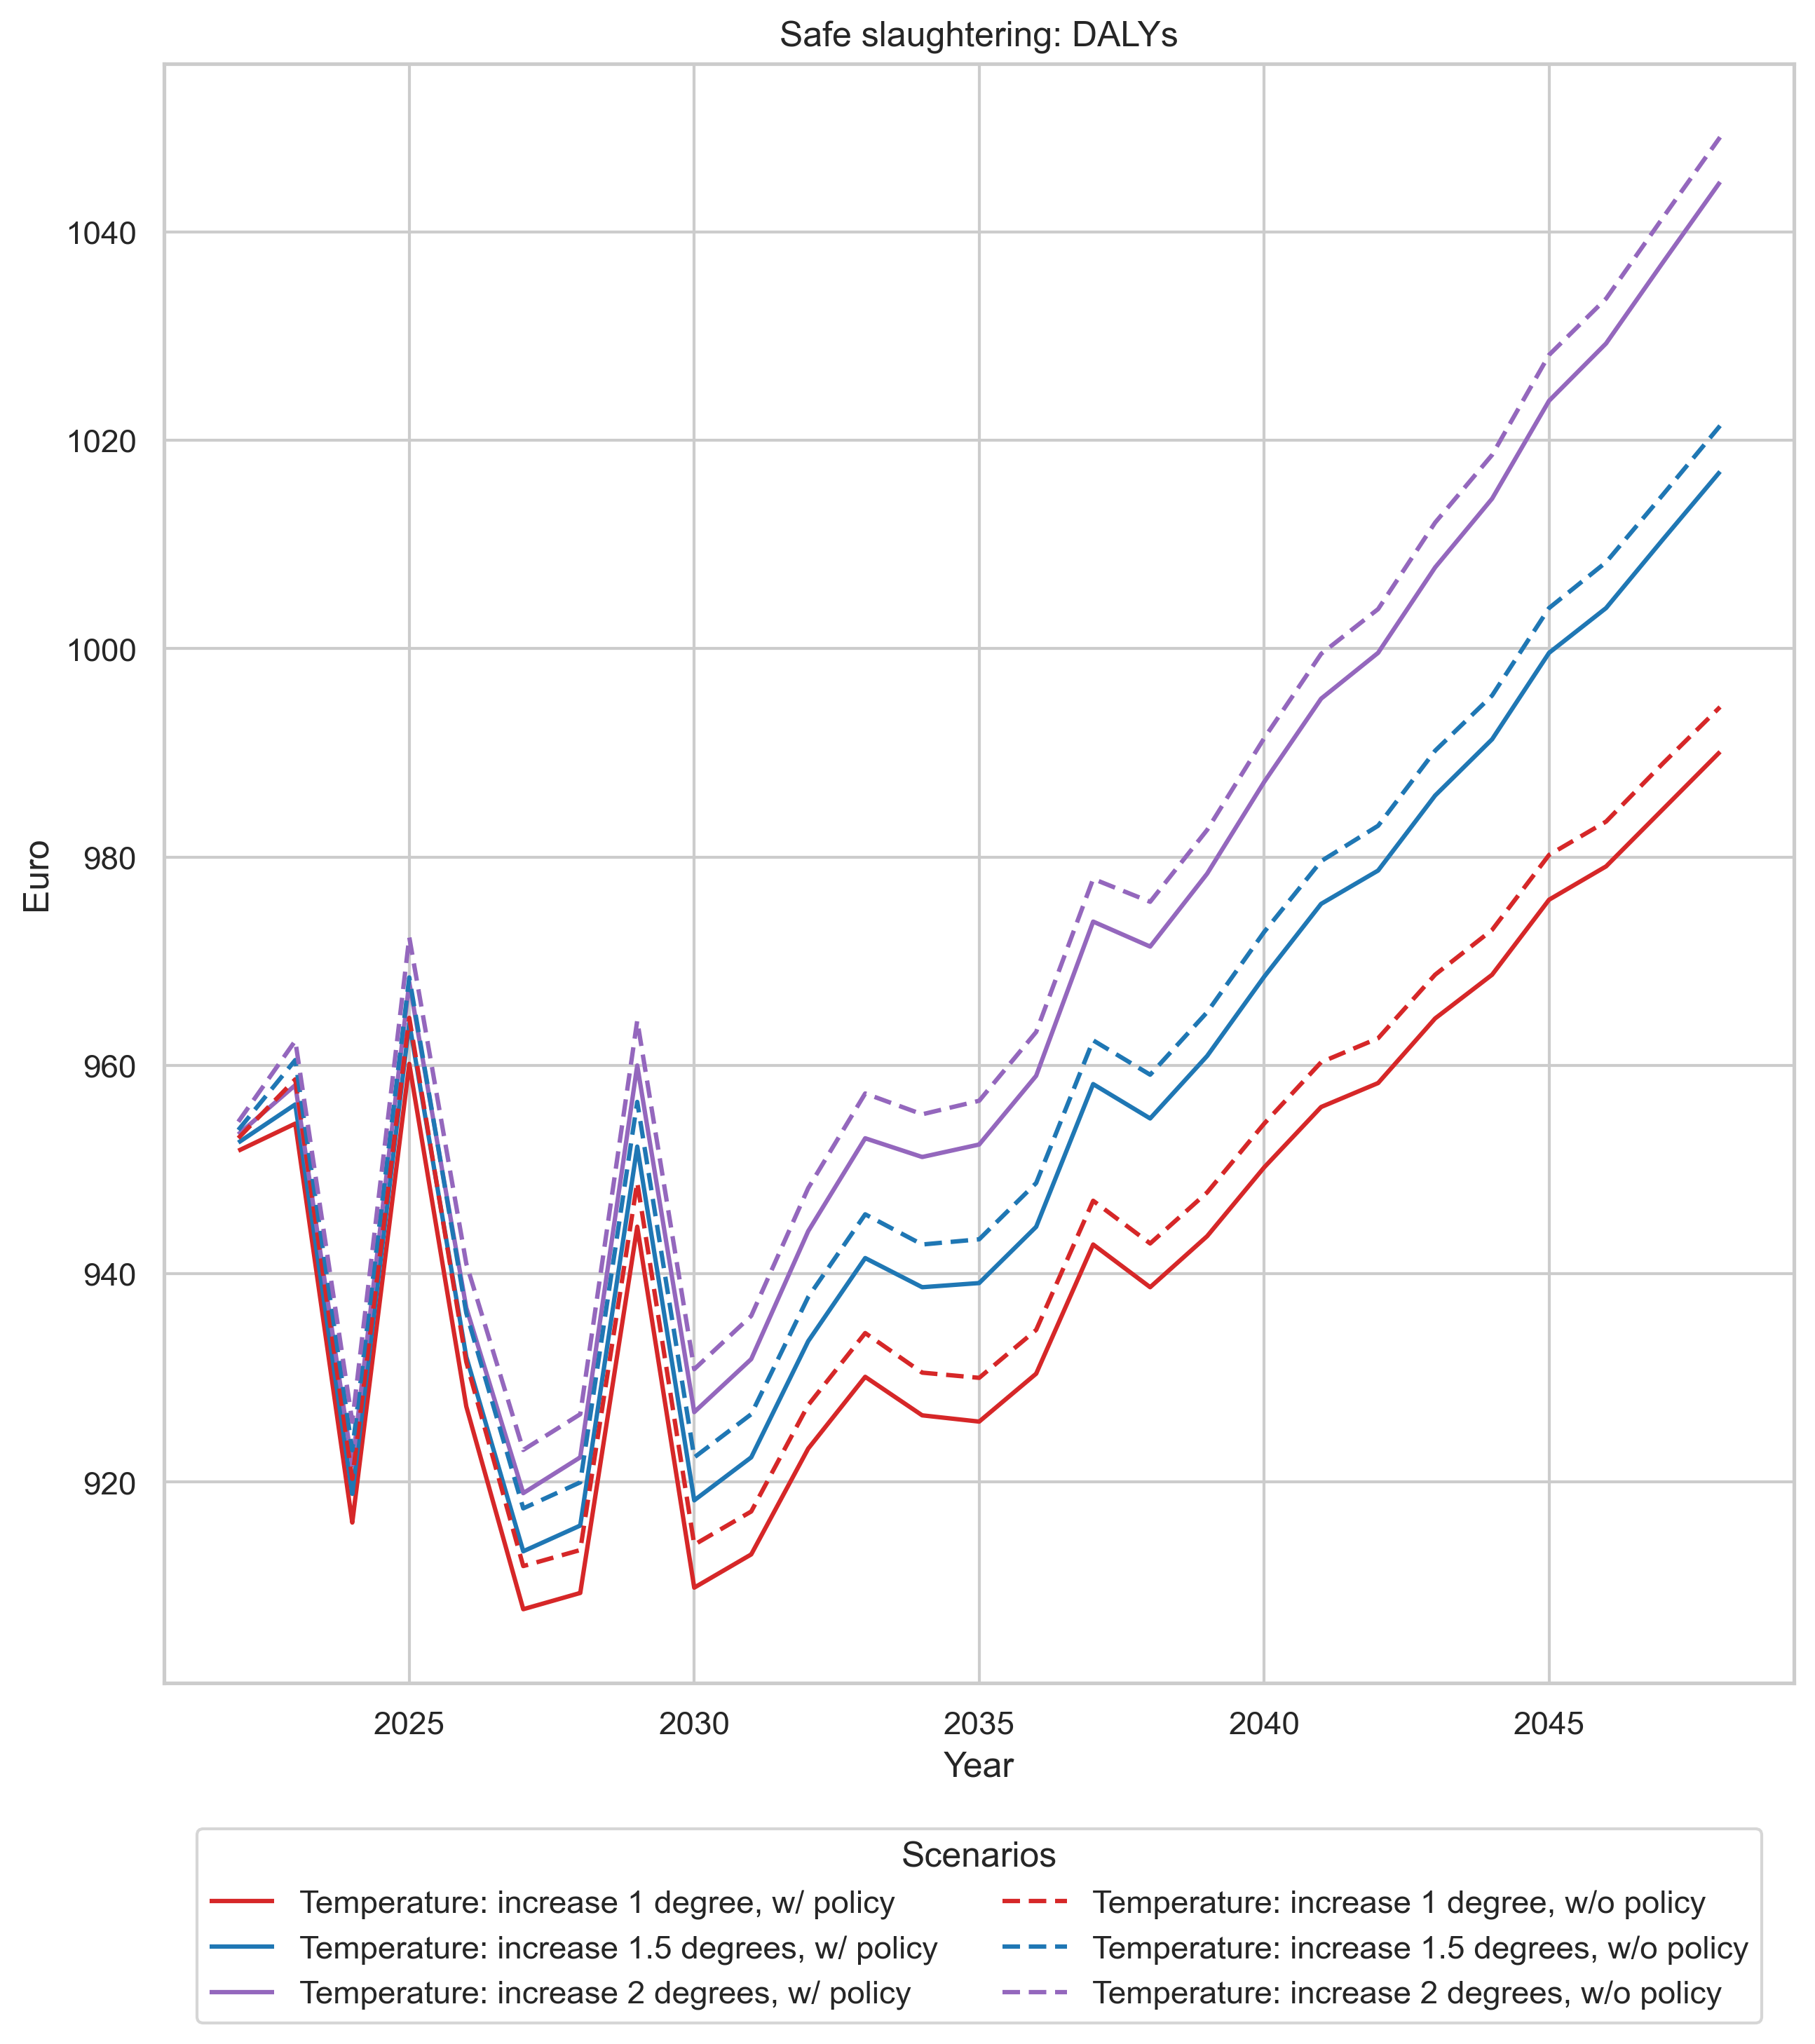 Safe slaughtering: DALYs
1040
1020
1000
980
960
940
920
Euro
2025 2030 2035 2040 2045
Year
Scenarios
Temperature: increase 1 degree, w/ policy
Temperature: increase 1.5 degrees, w/ policy
Temperature: increase 2 degrees, w/ policy
Temperature: increase 1 degree, w/o policy
Temperature: increase 1.5 degrees, w/o policy
Temperature: increase 2 degrees, w/o policy